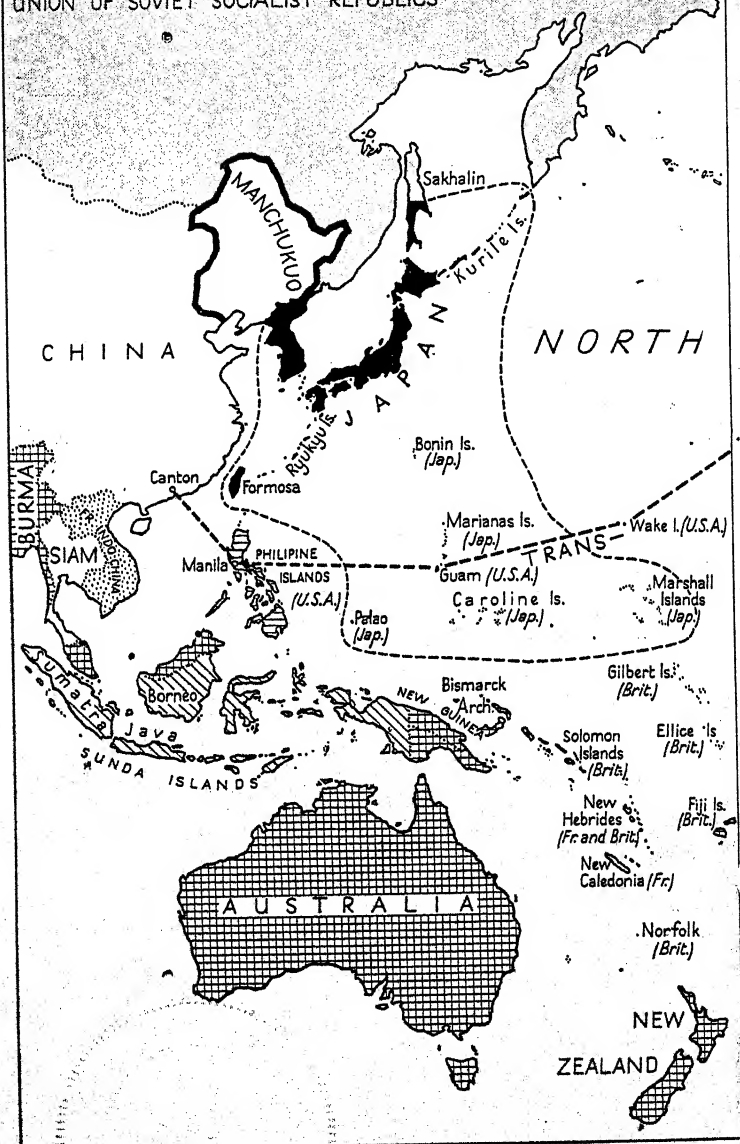 UNION OF SOVIET SOCIALIST REPUBLICS
MANCHUKUO
Sakhalin
Kurile Is.
CHINA
JAPAN
NORTH
Ryukyu Is.
Bonin Is.
(Jap.)
Canton
Formosa
BURMA
FR. INDO-CHINA
SIAM
Marianas Is.
(Jap.)
Wake I. (U.S.A.)
TRANS-
Manila
PHILIPINE
ISLANDS
(U.S.A.)
Guam (U.S.A.)
Caroline Is.
(Jap.)
Marshall
Islands
(Jap.)
Palao
(Jap.)
Gilbert Is.
(Brit.)
Sumatra
Borneo
Java
SUNDA ISLANDS
NEW GUINEA
Bismarck
Arch.
Solomon
Islands
(Brit.)
Ellice Is
(Brit.)
New
Hebrides
(Fr. and Brit.)
Fiji Is.
(Brit.)
New
Caledonia (Fr.)
AUSTRALIA
Norfolk
(Brit.)
NEW
ZEALAND